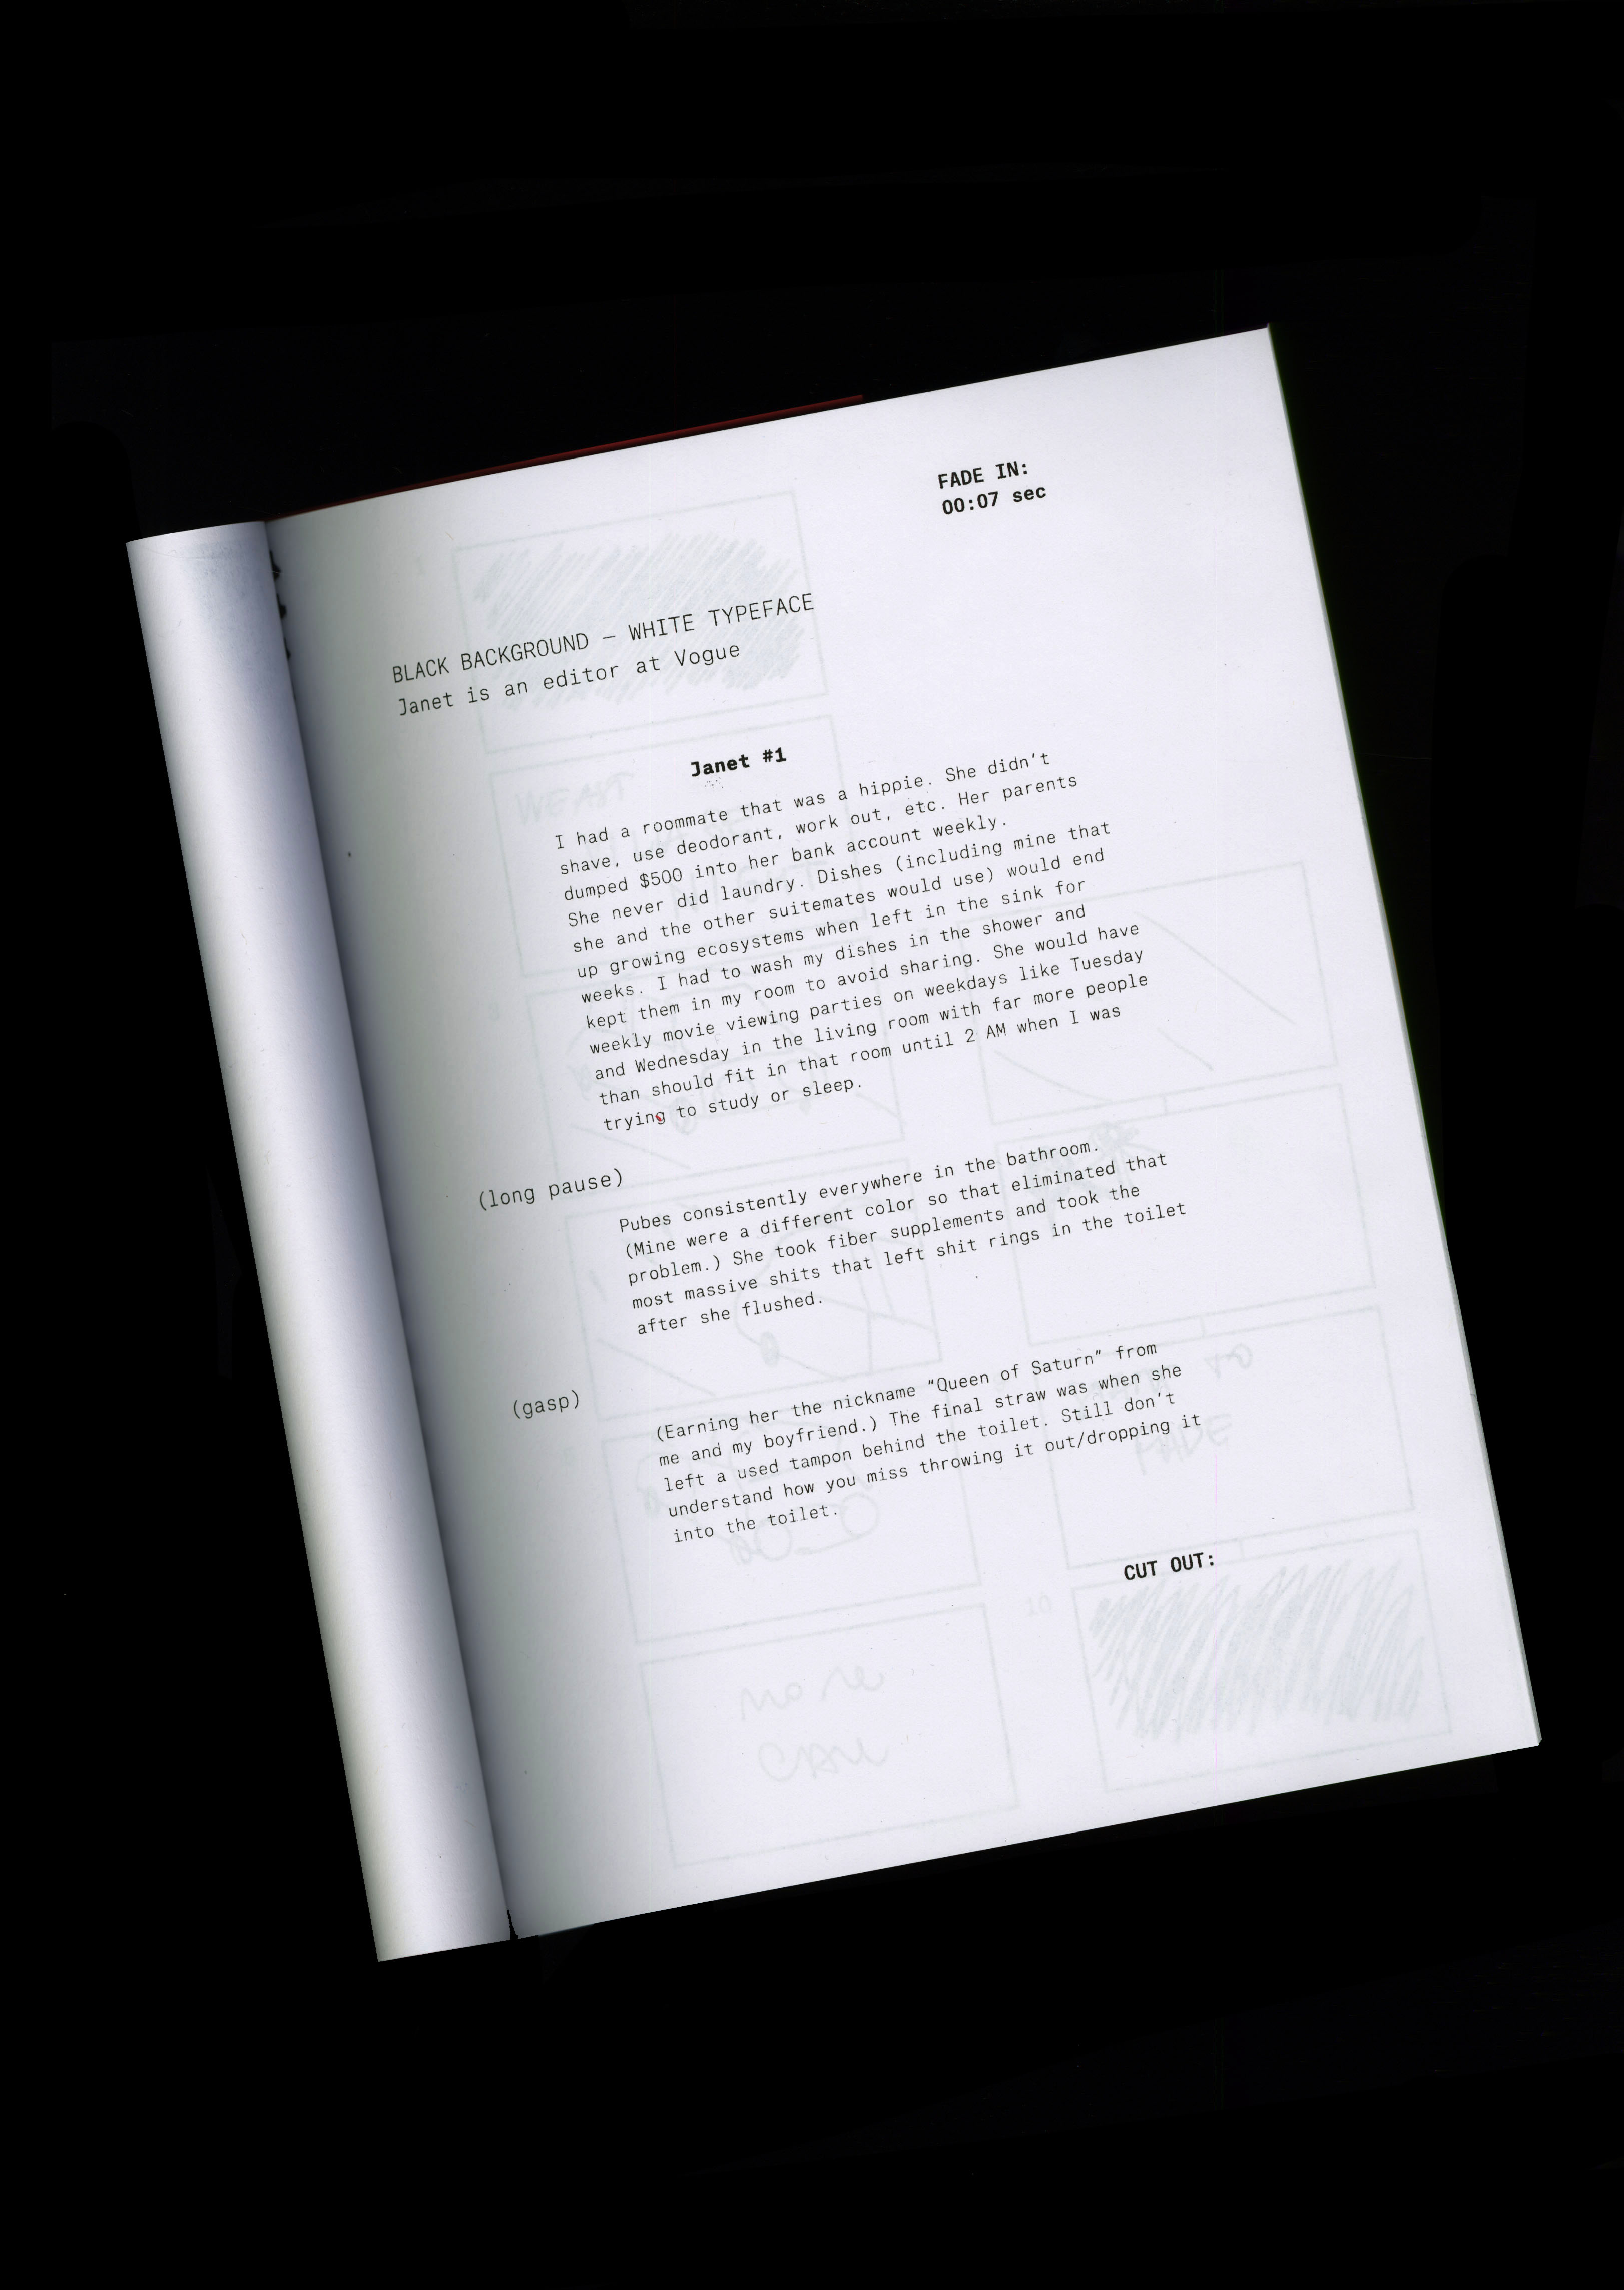 FADE IN:
00:07 sec
BLACK BACKGROUND — WHITE TYPEFACE
Janet is an editor at Vogue
Janet #1
I had a roommate that was a hippie. She didn't
shave, use deodorant, work out, etc. Her parents
dumped $500 into her bank account weekly.
She never did laundry. Dishes (including mine that
she and the other suitemates would use) would end
up growing ecosystems when left in the sink for
weeks. I had to wash my dishes in the shower and
kept them in my room to avoid sharing. She would have
weekly movie viewing parties on weekdays like Tuesday
and Wednesday in the living room with far more people
than should fit in that room until 2 AM when I was
trying to study or sleep.
(long pause)
Pubes consistently everywhere in the bathroom.
(Mine were a different color so that eliminated that
problem.) She took fiber supplements and took the
most massive shits that left shit rings in the toilet
after she flushed.
(gasp)
(Earning her the nickname “Queen of Saturn” from
me and my boyfriend.) The final straw was when she
left a used tampon behind the toilet. Still don't
understand how you miss throwing it out/dropping it
into the toilet.
CUT OUT:
10